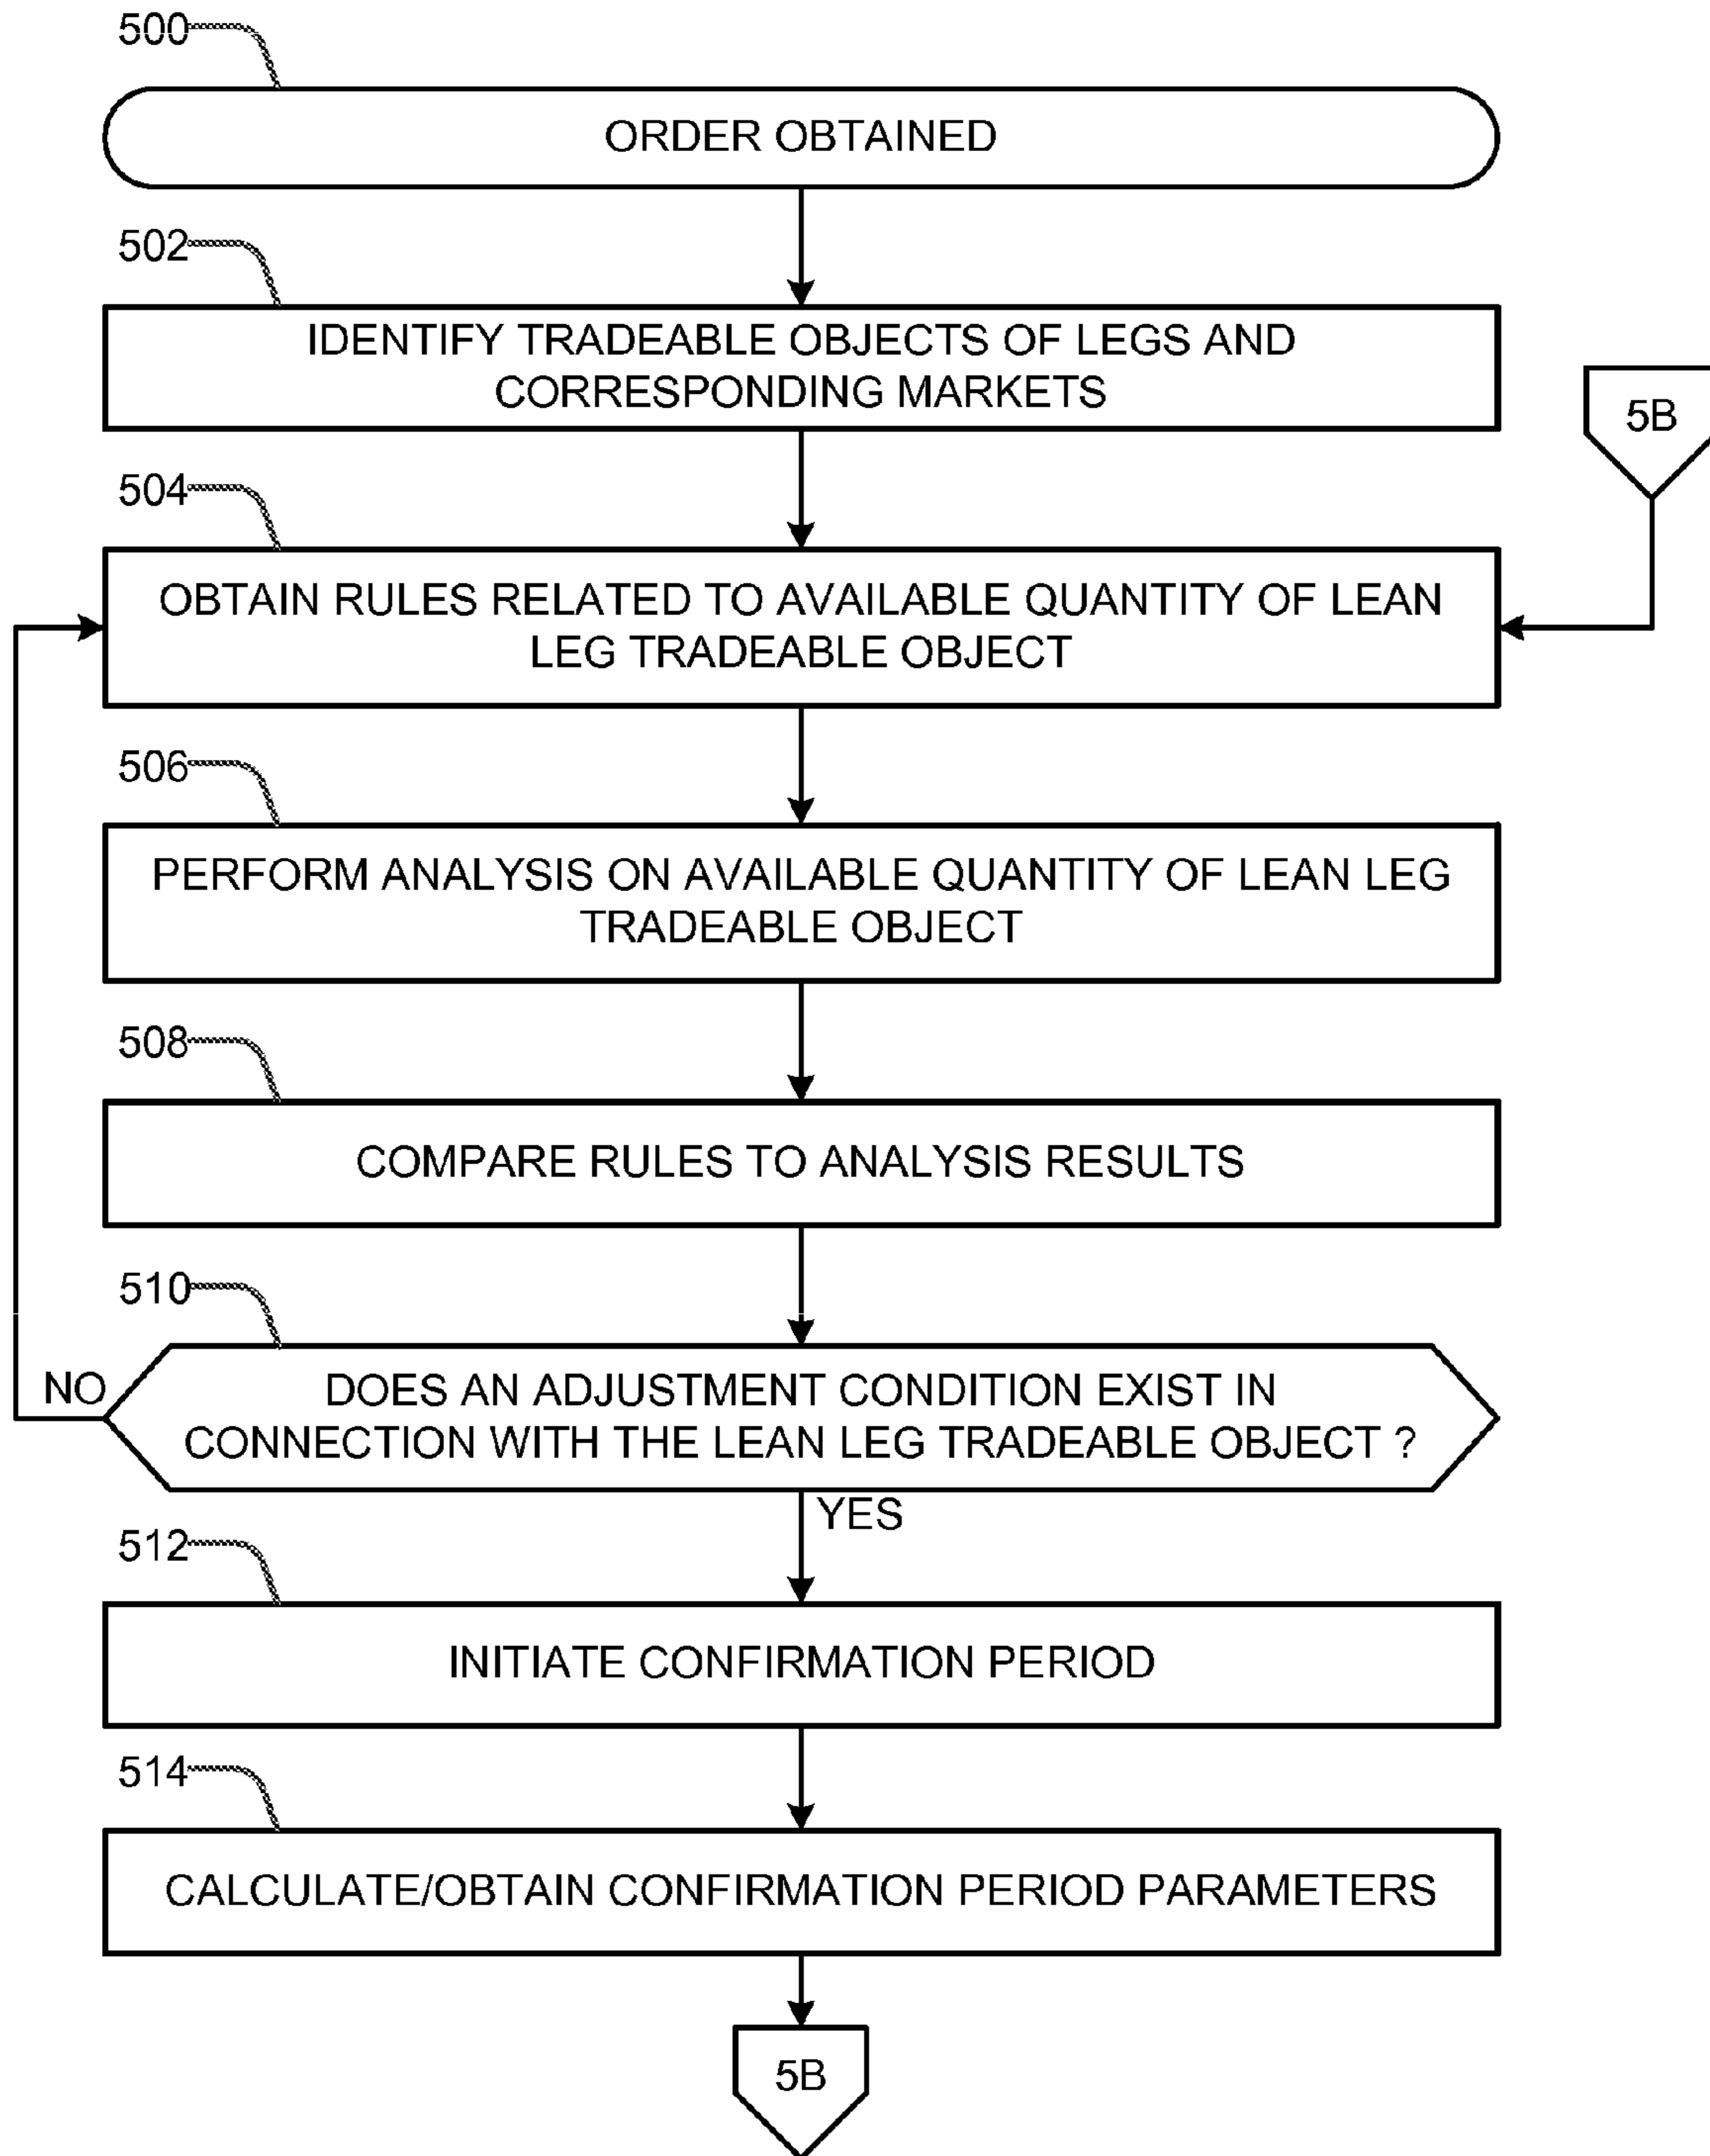 500
ORDER OBTAINED
502
IDENTIFY TRADEABLE OBJECTS OF LEGS AND
CORRESPONDING MARKETS
5B
504
OBTAIN RULES RELATED TO AVAILABLE QUANTITY OF LEAN
LEG TRADEABLE OBJECT
506
PERFORM ANALYSIS ON AVAILABLE QUANTITY OF LEAN LEG
TRADEABLE OBJECT
508
COMPARE RULES TO ANALYSIS RESULTS
510
NO
DOES AN ADJUSTMENT CONDITION EXIST IN
CONNECTION WITH THE LEAN LEG TRADEABLE OBJECT ?
YES
512
INITIATE CONFIRMATION PERIOD
514
CALCULATE/OBTAIN CONFIRMATION PERIOD PARAMETERS
5B